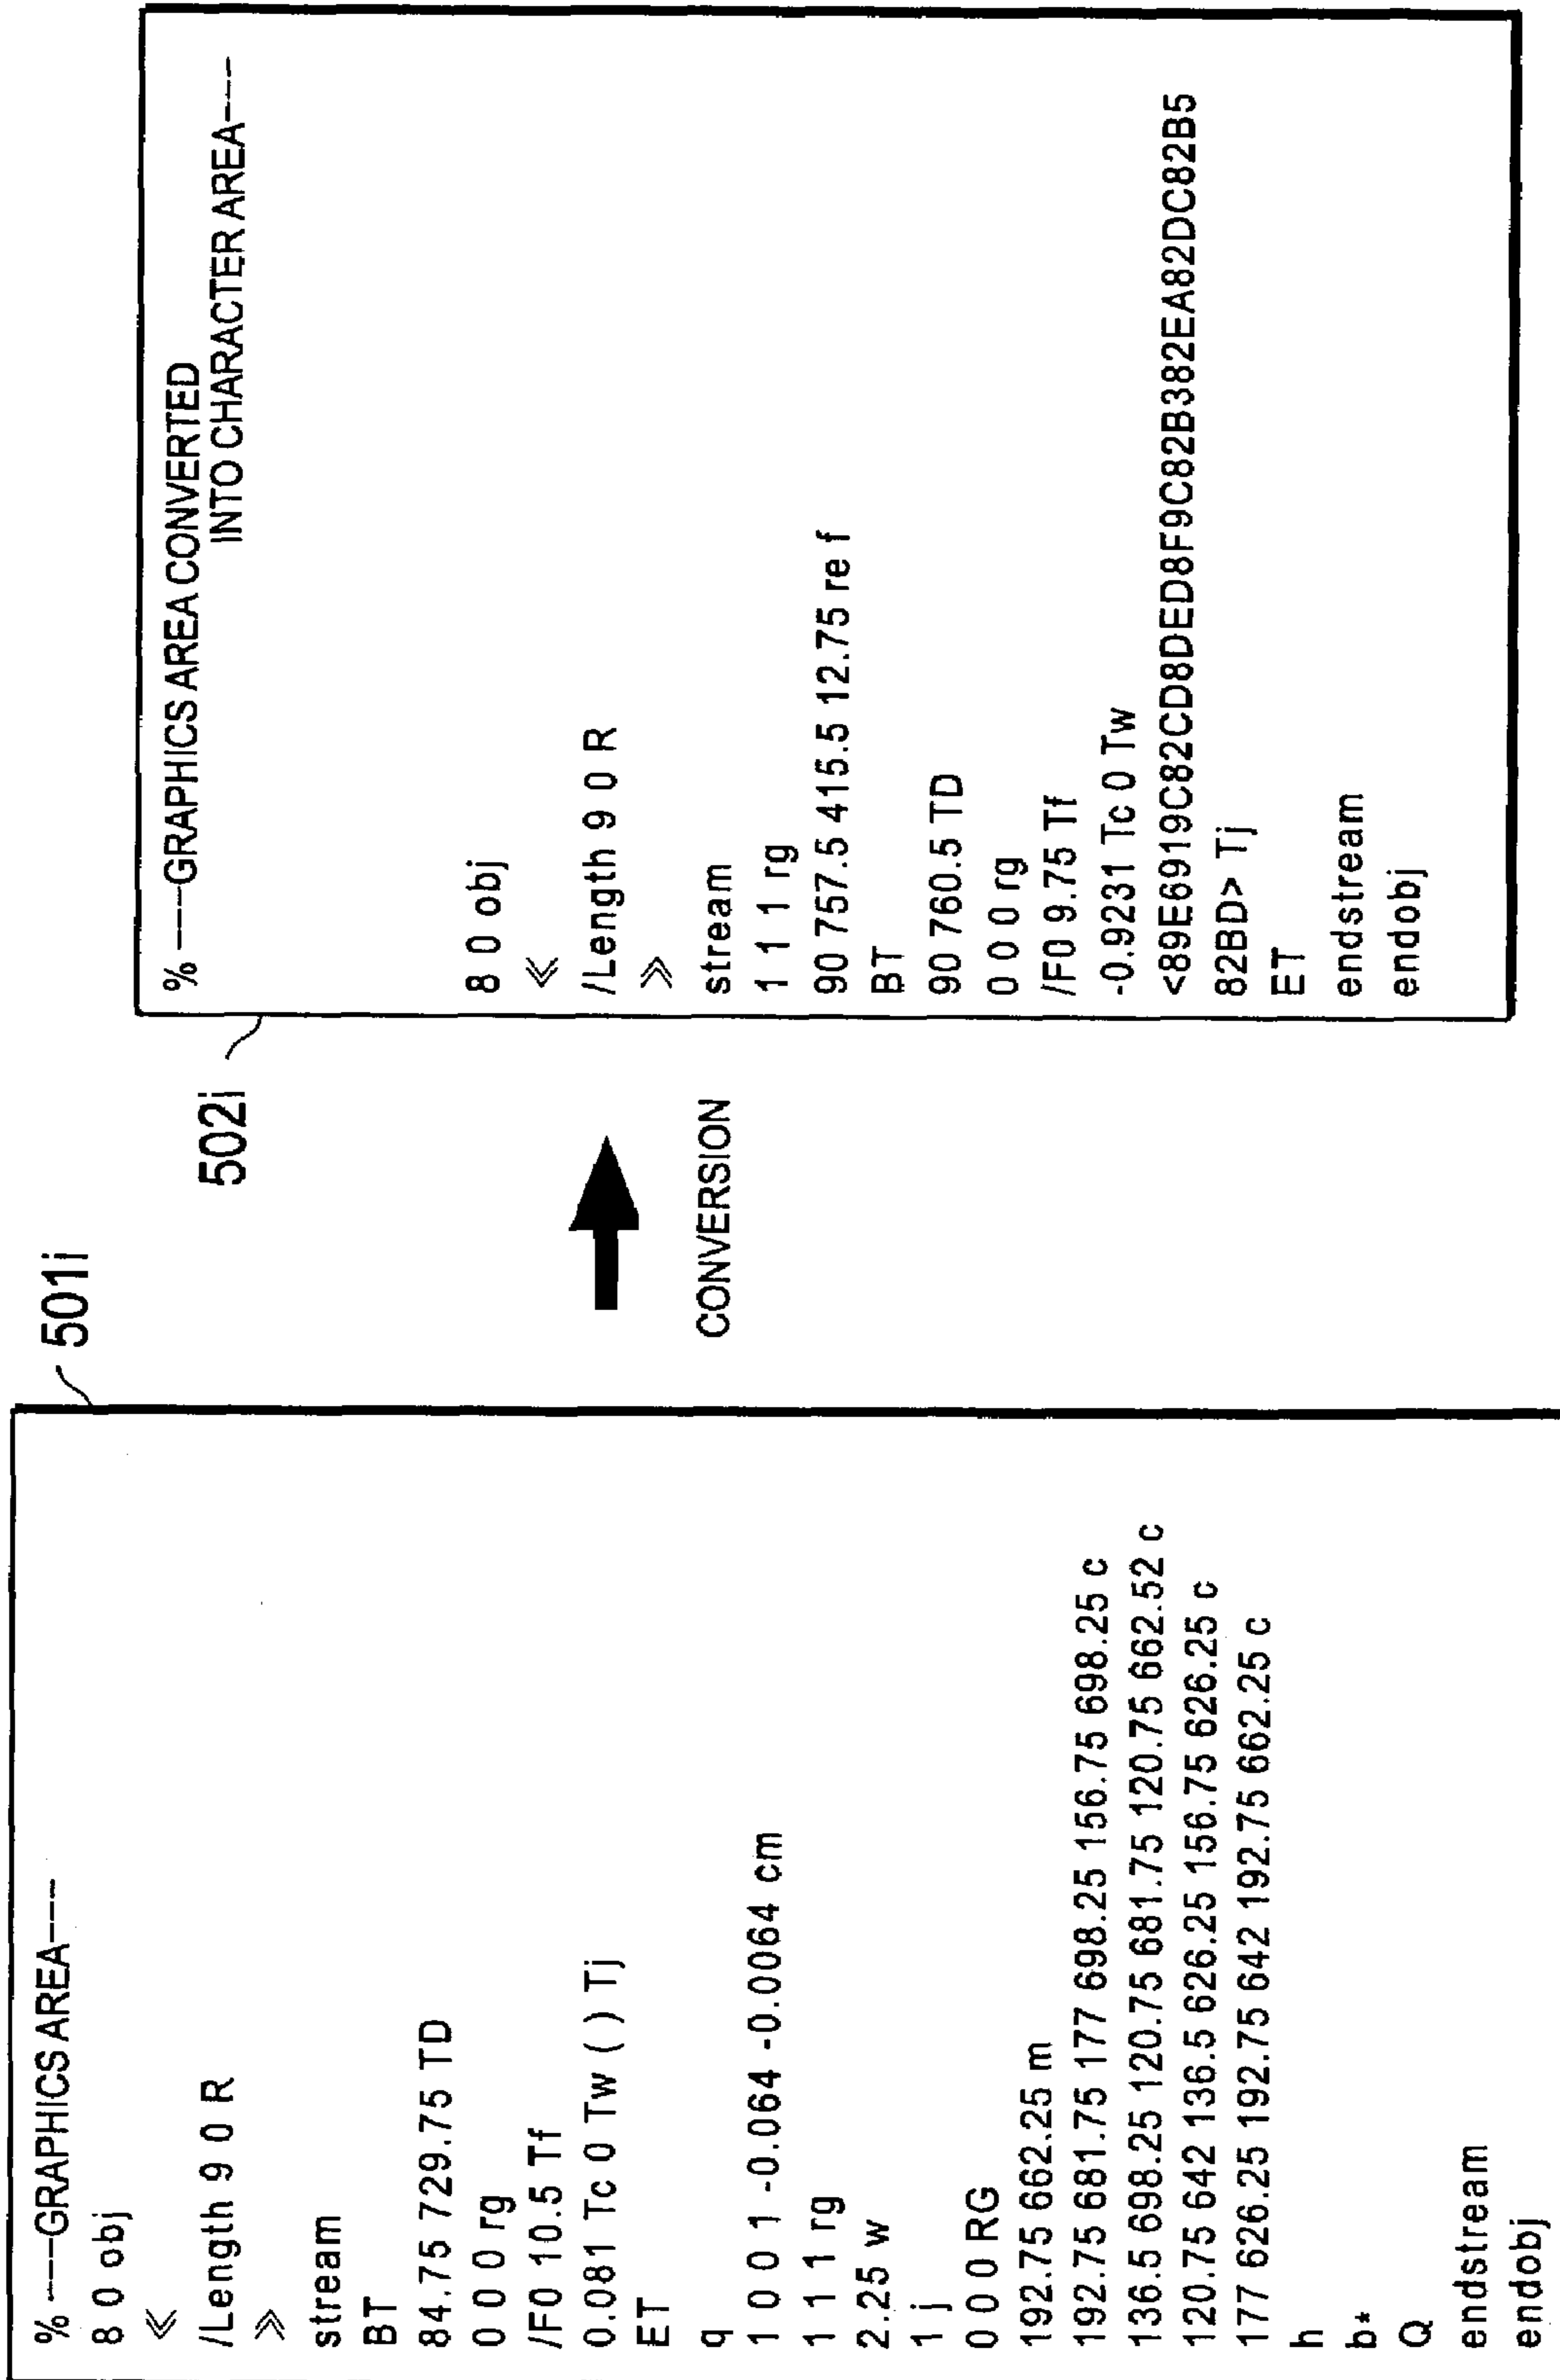 501i
% ----GRAPHICS AREA----
8 0 obj
≪
/Length 9 0 R
≫
stream
BT
84.75 729.75 TD
0 0 0 rg
/F0 10.5 Tf
0.081 Tc 0 Tw ( ) Tj
ET
q
1 0 0 1 -0.064 -0.0064 cm
1 1 1 rg
2.25 w
1 j
0 0 0 RG
192.75 662.25 m
192.75 681.75 177 698.25 156.75 698.25 c
136.5 698.25 120.75 681.75 120.75 662.52 c
120.75 642 136.5 626.25 156.75 626.25 c
177 626.25 192.75 642 192.75 662.25 c
h
b*
Q
endstream
endobj
CONVERSION
502i
% ----GRAPHICS AREA CONVERTED
INTO CHARACTER AREA----
8 0 obj
≪
/Length 9 0 R
≫
stream
1 1 1 rg
90 757.5 415.5 12.75 re f
BT
90 760.5 TD
0 0 0 rg
/F0 9.75 Tf
-0.9231 Tc 0 Tw
<89E6919C82CD8DED8F9C82B382EA82DC82B5
82BD> Tj
ET
endstream
endobj